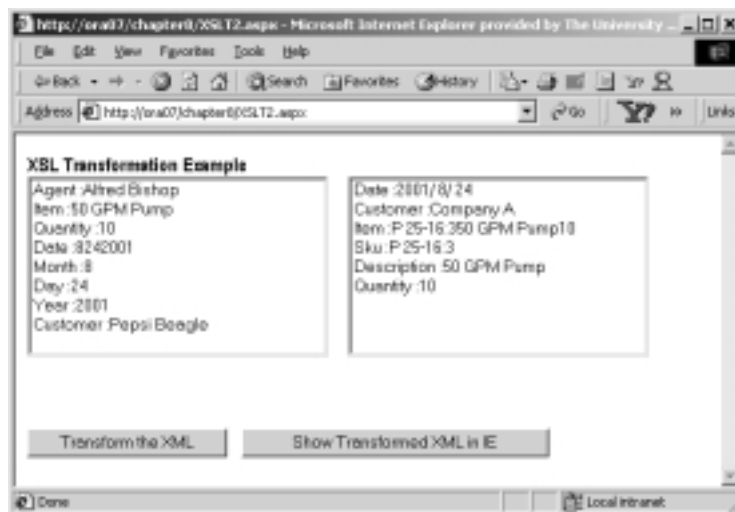 http://ora07/chapter8/XSLT2.aspx - Microsoft Internet Explorer provided by The University ...
File Edit View Favorites Tools Help
Back Search Favorites History
Address http://ora07/chapter8/XSLT2.aspx Go Links
XSL Transformation Example
Agent :Alfred Bishop
Item :50 GPM Pump
Quantity :10
Date :8242001
Month :8
Day :24
Year :2001
Customer :Pepsi Beagle
Date :2001/8/24
Customer :Company A
Item :P 25-16:350 GPM Pump10
Sku :P 25-16:3
Description :50 GPM Pump
Quantity :10
Transform the XML Show Transformed XML in IE
Done Local intranet